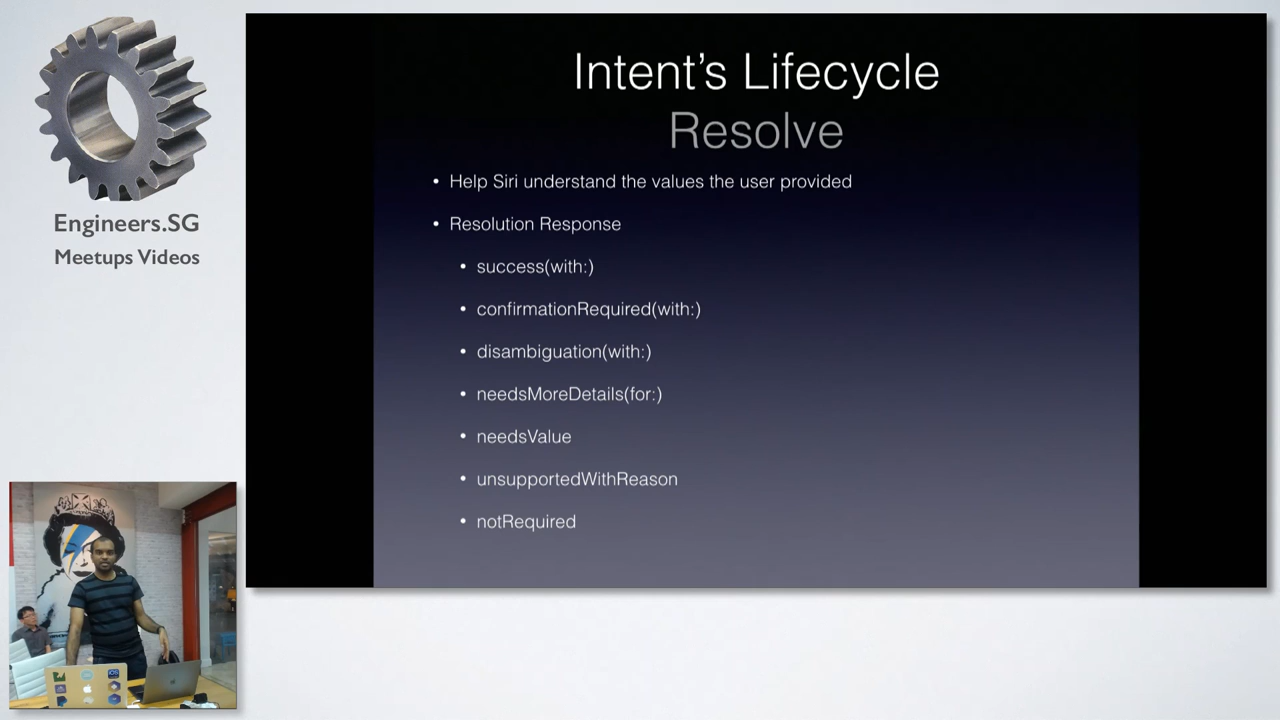 Engineers.SG
Meetups Videos
Intent's Lifecycle
Resolve
• Help Siri understand the values the user provided
• Resolution Response
• success(with:)
• confirmationRequired(with:)
• disambiguation(with:)
• needsMoreDetails(for:)
• needsValue
• unsupportedWithReason
• notRequired
iOS